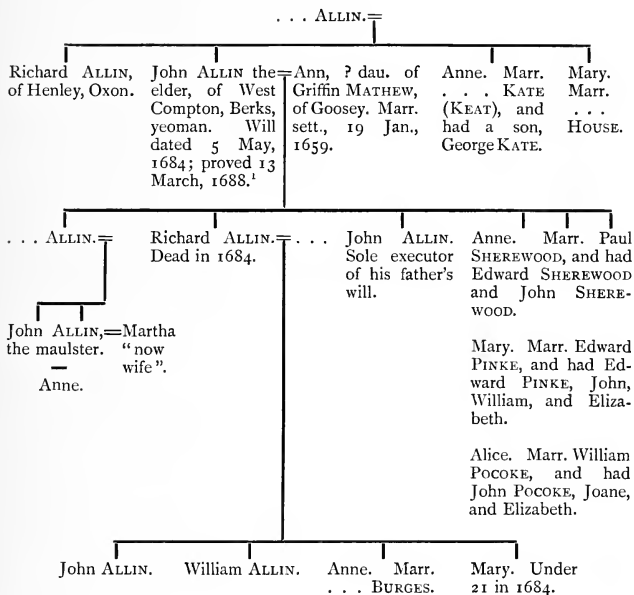 . . . ALLIN.=
Richard ALLIN,
of Henley, Oxon.
John ALLIN the=
elder, of West
Compton, Berks,
yeoman. Will
dated 5 May,
1684; proved 13
March, 1688.¹
Ann, ? dau. of
Griffin MATHEW,
of Goosey. Marr.
sett., 19 Jan.,
1659.
Anne. Marr.
. . . KATE
(KEAT), and
had a son,
George KATE.
Mary.
Marr.
. . .
HOUSE.
. . . ALLIN.=
Richard ALLIN.= . . .
Dead in 1684.
John ALLIN.
Sole executor
of his father's
will.
Anne. Marr. Paul
SHEREWOOD, and had
Edward SHEREWOOD
and John SHERE-
WOOD.
John ALLIN,=Martha
the maulster. "now
wife".
Anne.
Mary. Marr. Edward
PINKE, and had Ed-
ward PINKE, John,
William, and Eliza-
beth.
Alice. Marr. William
POCOKE, and had
John POCOKE, Joane,
and Elizabeth.
John ALLIN.
William ALLIN.
Anne. Marr.
. . . BURGES.
Mary. Under
21 in 1684.